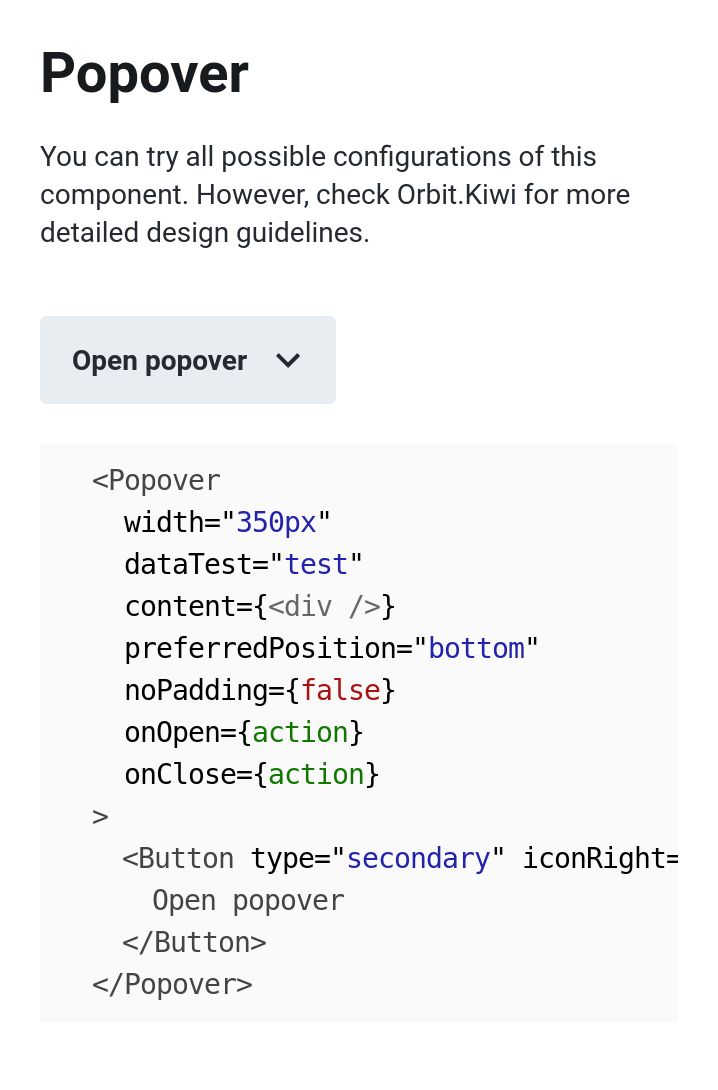 Popover
You can try all possible configurations of this
component. However, check Orbit.Kiwi for more
detailed design guidelines.
Open popover
<Popover
width="350px"
dataTest="test"
content={<div />}
preferredPosition="bottom"
noPadding={false}
onOpen={action}
onClose={action}
>
<Button type="secondary" iconRight=
Open popover
</Button>
</Popover>